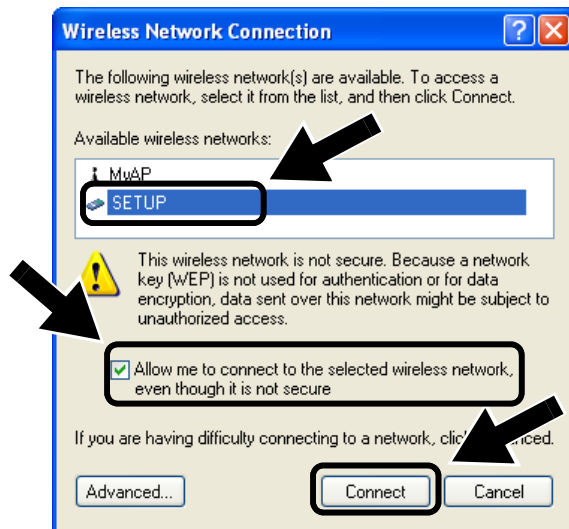 Wireless Network Connection
The following wireless network(s) are available. To access a
wireless network, select it from the list, and then click Connect.
Available wireless networks:
MyAP
SETUP
This wireless network is not secure. Because a network
key (WEP) is not used for authentication or for data
encryption, data sent over this network might be subject to
unauthorized access.
Allow me to connect to the selected wireless network,
even though it is not secure
If you are having difficulty connecting to a network,
Advanced...
Connect
Cancel